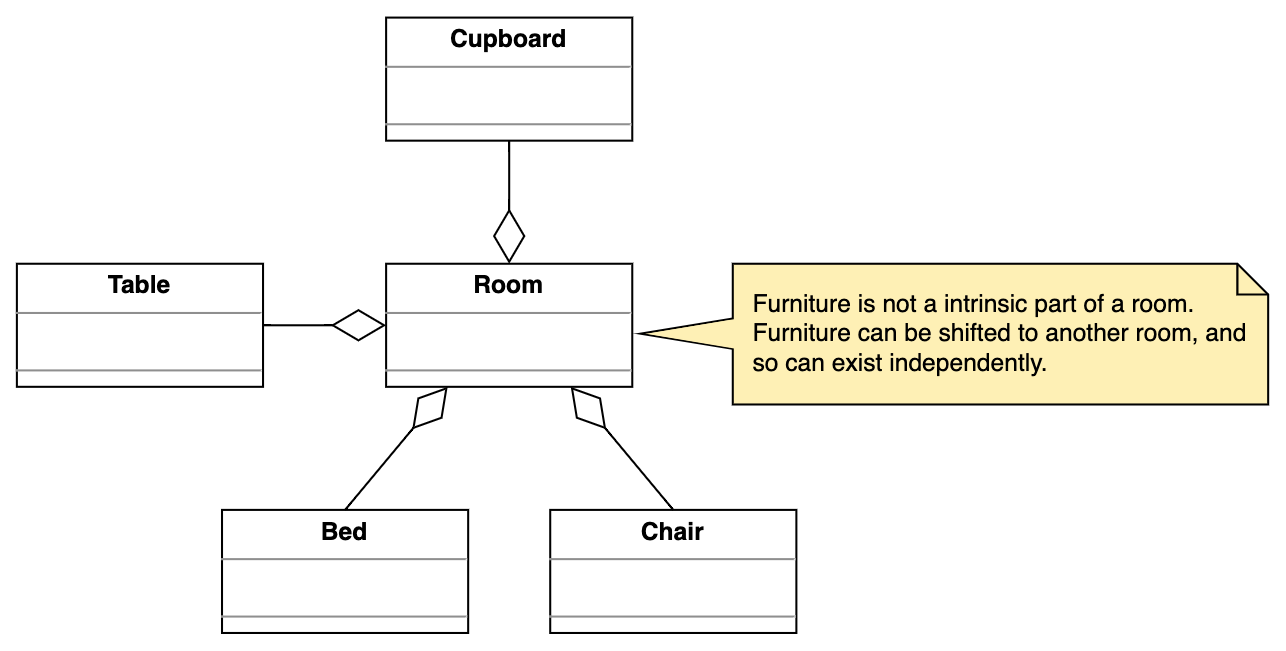 Cupboard
Table
Room
Furniture is not a intrinsic part of a room.
Furniture can be shifted to another room, and
so can exist independently.
Bed
Chair